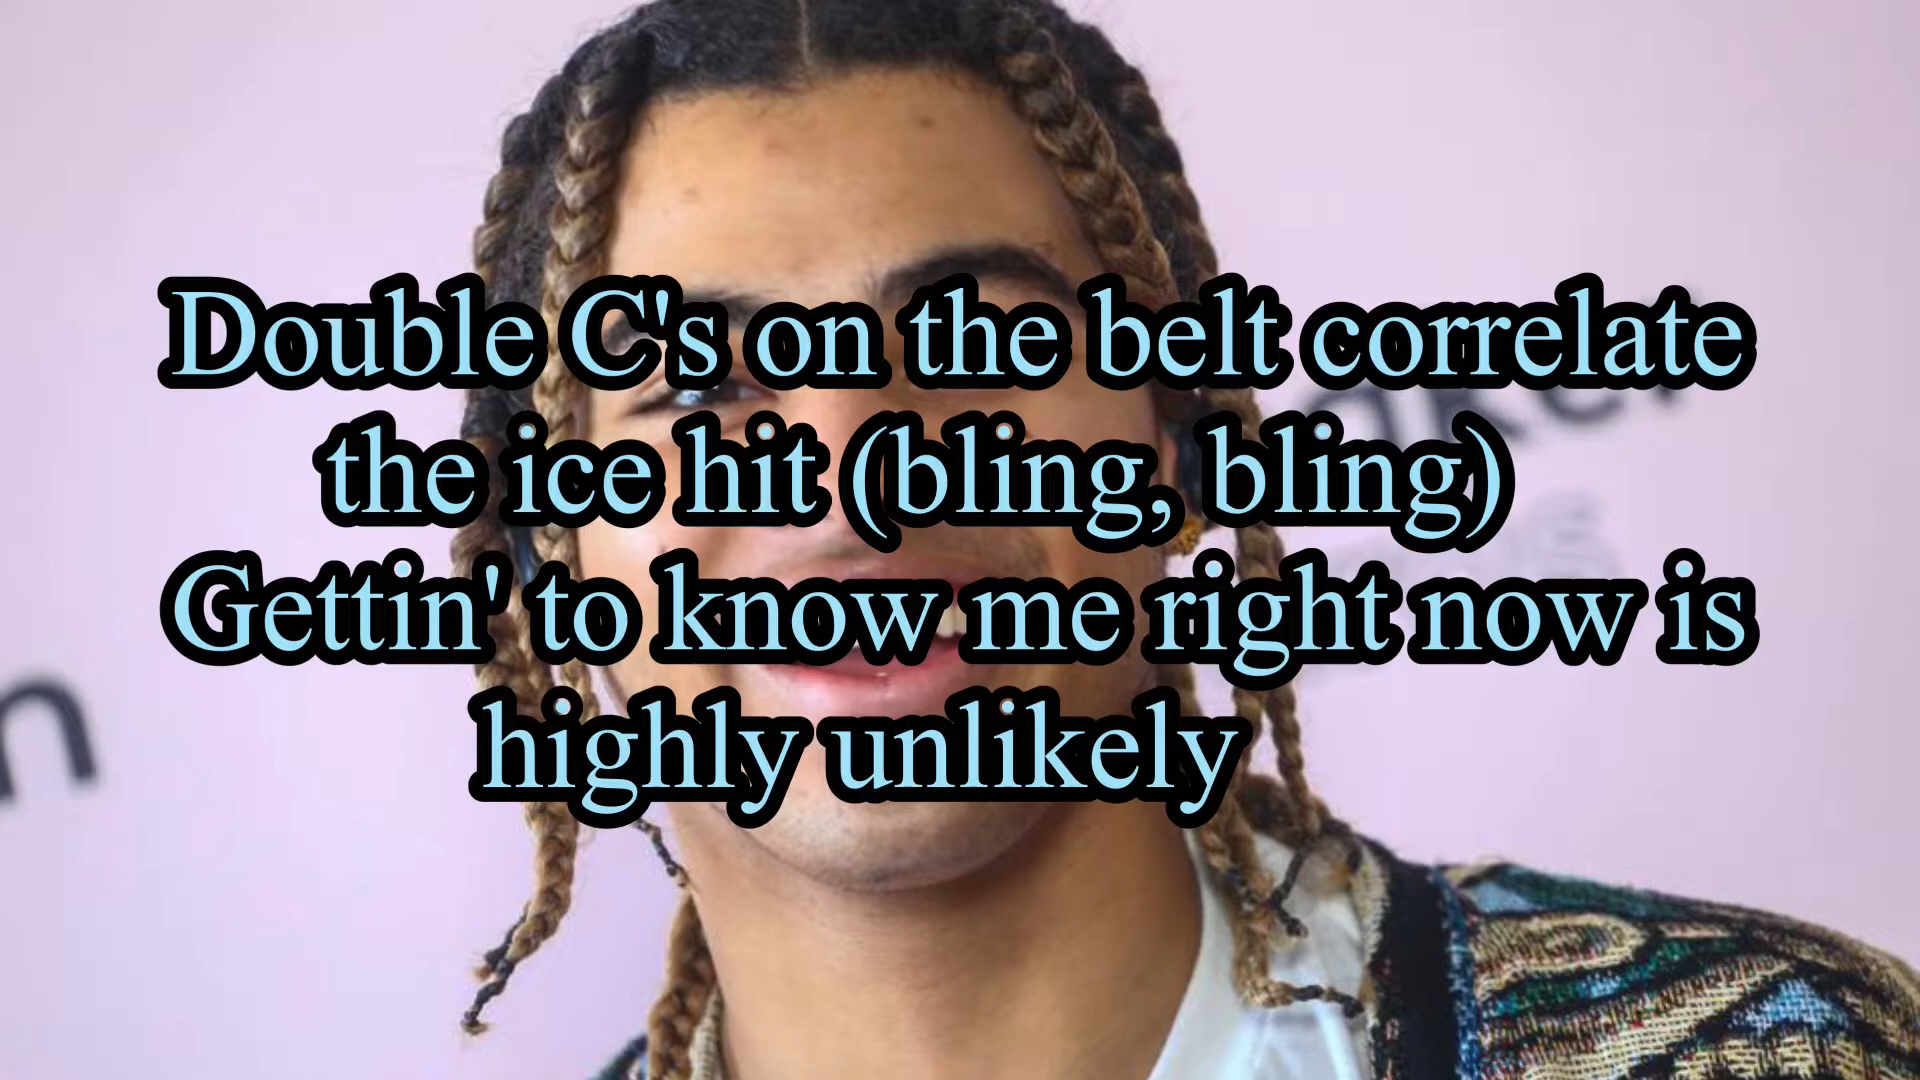 Double C's on the belt correlate
the ice hit (bling, bling)
Gettin' to know me right now is
highly unlikely
n